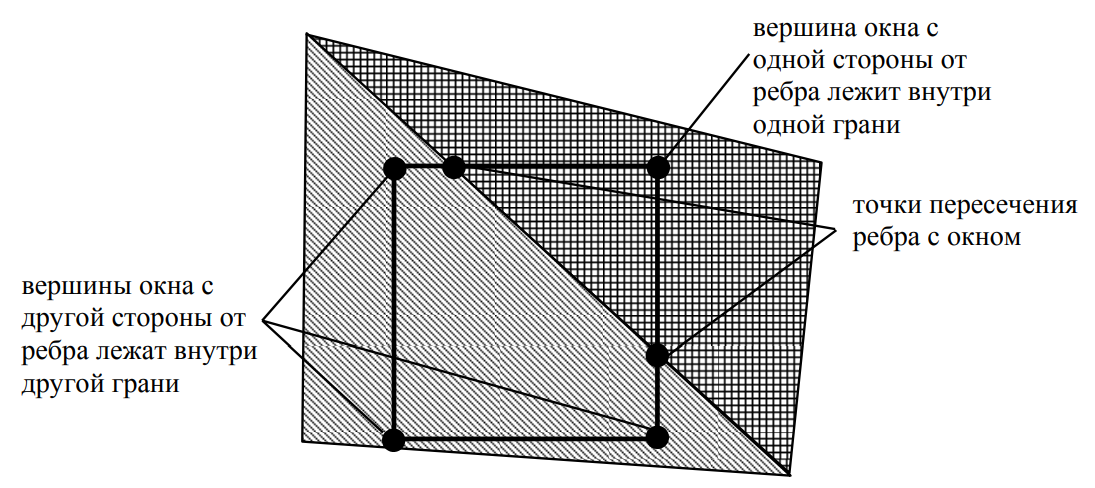 вершина окна с
одной стороны от
ребра лежит внутри
одной грани
точки пересечения
ребра с окном
вершины окна с
другой стороны от
ребра лежат внутри
другой грани